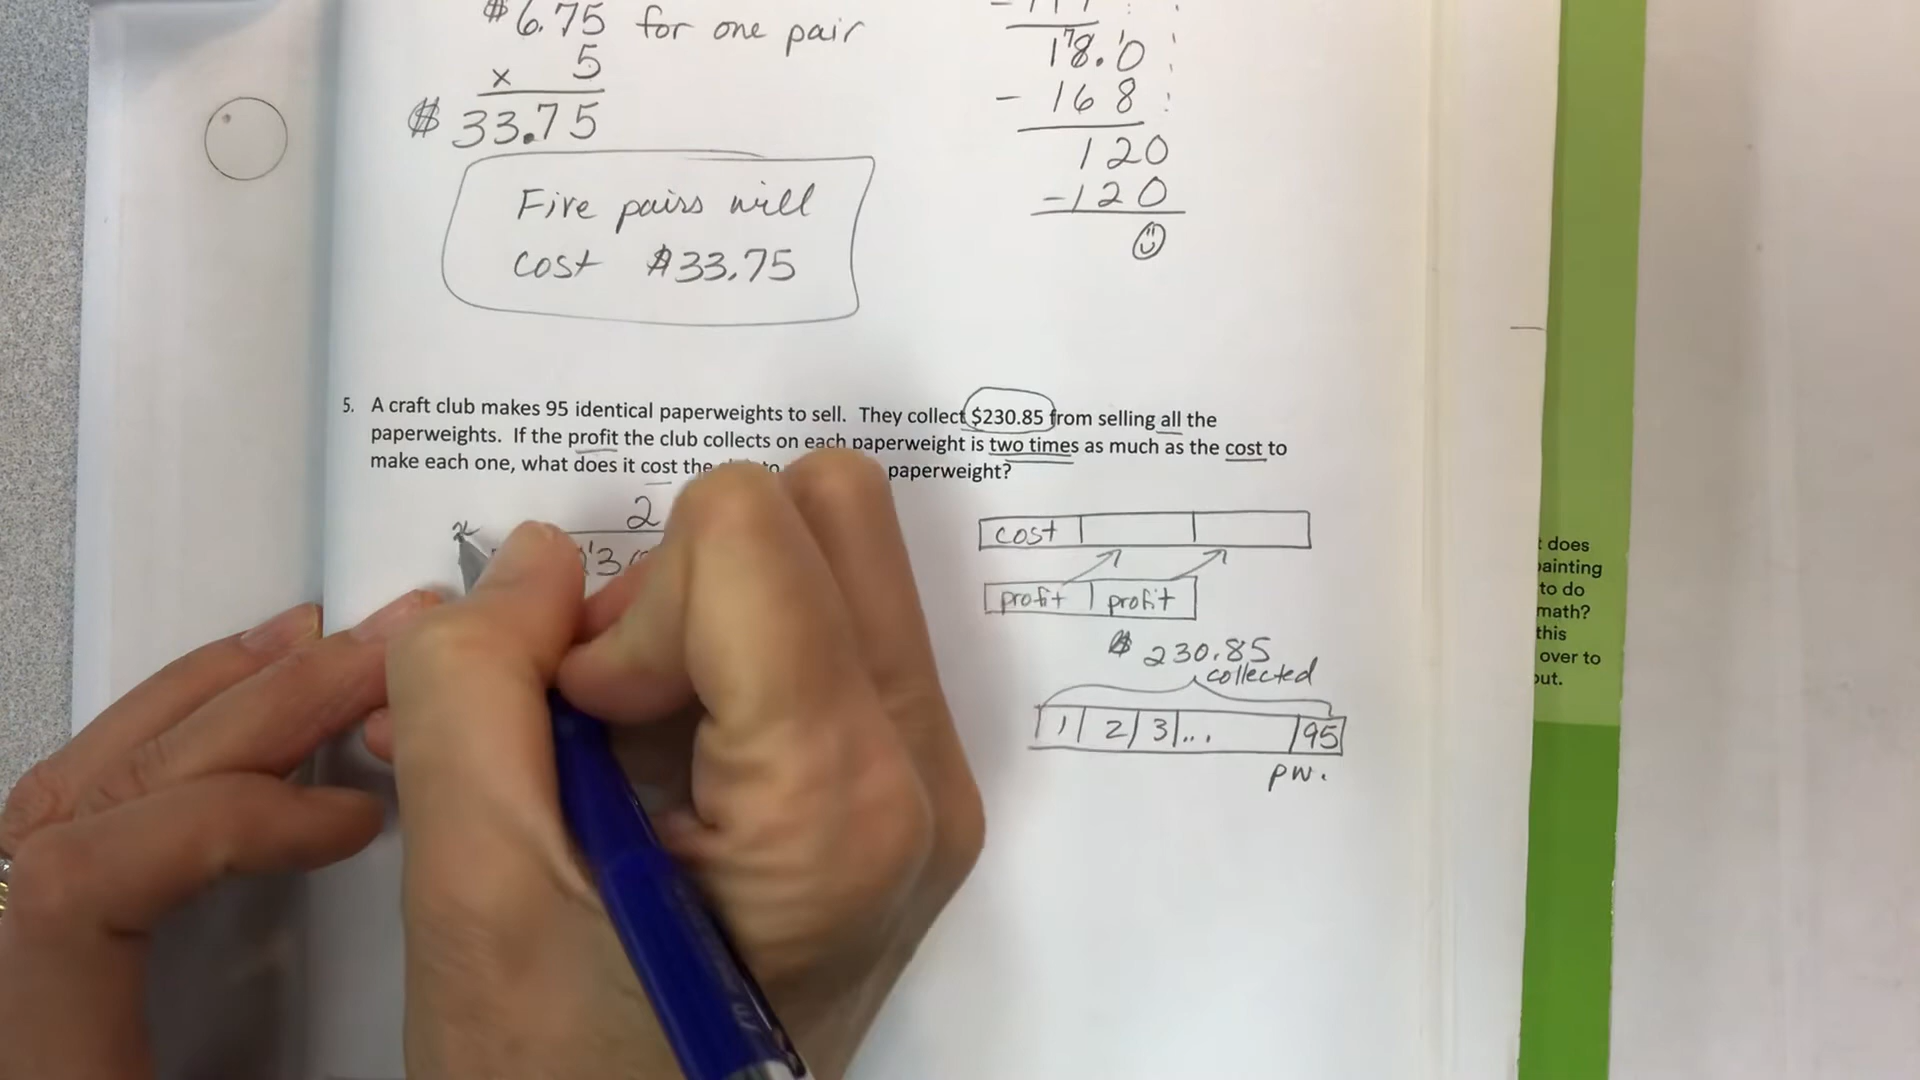 $6.75 for one pair
x 5
$33.75
Five pairs will
cost $33.75
18.0
- 168
120
-120
5. A craft club makes 95 identical paperweights to sell. They collect $230.85 from selling all the
paperweights. If the profit the club collects on each paperweight is two times as much as the cost to
make each one, what does it cost the paperweight?
2
cost
profit profit
$ 230.85
collected
1 2 3 ... 95
pw.
does
painting
to do
math?
this
over to
out.